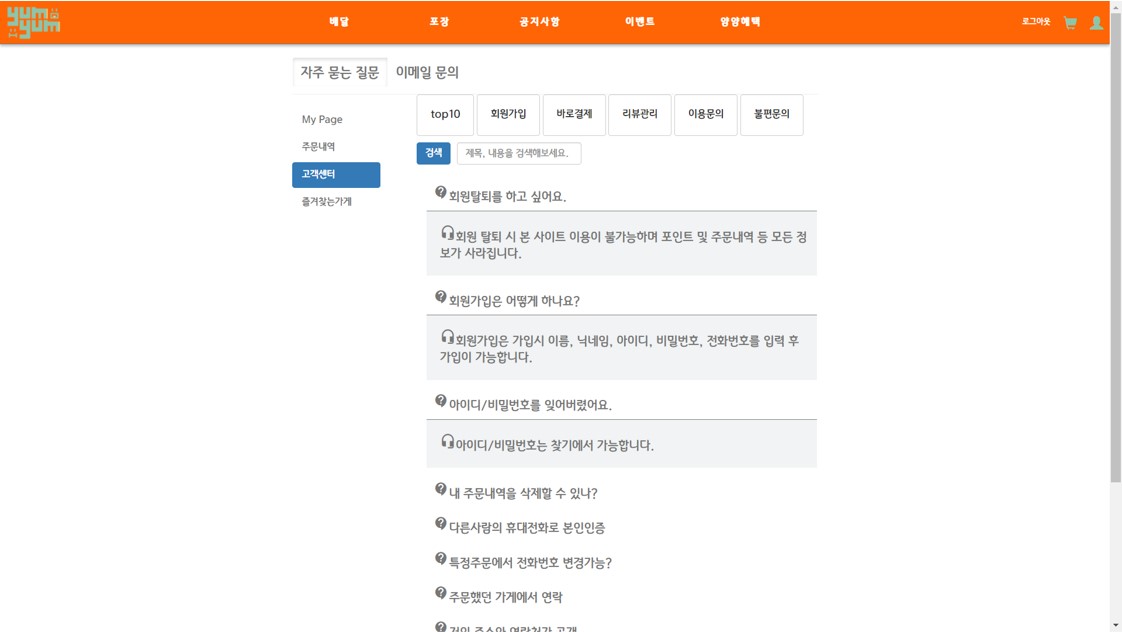 yum
yum
배달 포장 공지사항 이벤트 얌얌혜택 로그아웃
자주 묻는 질문 이메일 문의
My Page
주문내역
고객센터
즐겨찾는가게
top10 회원가입 바로결제 리뷰관리 이용문의 불편문의
검색 제목, 내용을 검색해보세요.
회원탈퇴를 하고 싶어요.
회원 탈퇴 시 본 사이트 이용이 불가능하며 포인트 및 주문내역 등 모든 정
보가 사라집니다.
회원가입은 어떻게 하나요?
회원가입은 가입시 이름, 닉네임, 아이디, 비밀번호, 전화번호를 입력 후
가입이 가능합니다.
아이디/비밀번호를 잊어버렸어요.
아이디/비밀번호는 찾기에서 가능합니다.
내 주문내역을 삭제할 수 있나?
다른사람의 휴대전화로 본인인증
특정주문에서 전화번호 변경가능?
주문했던 가게에서 연락